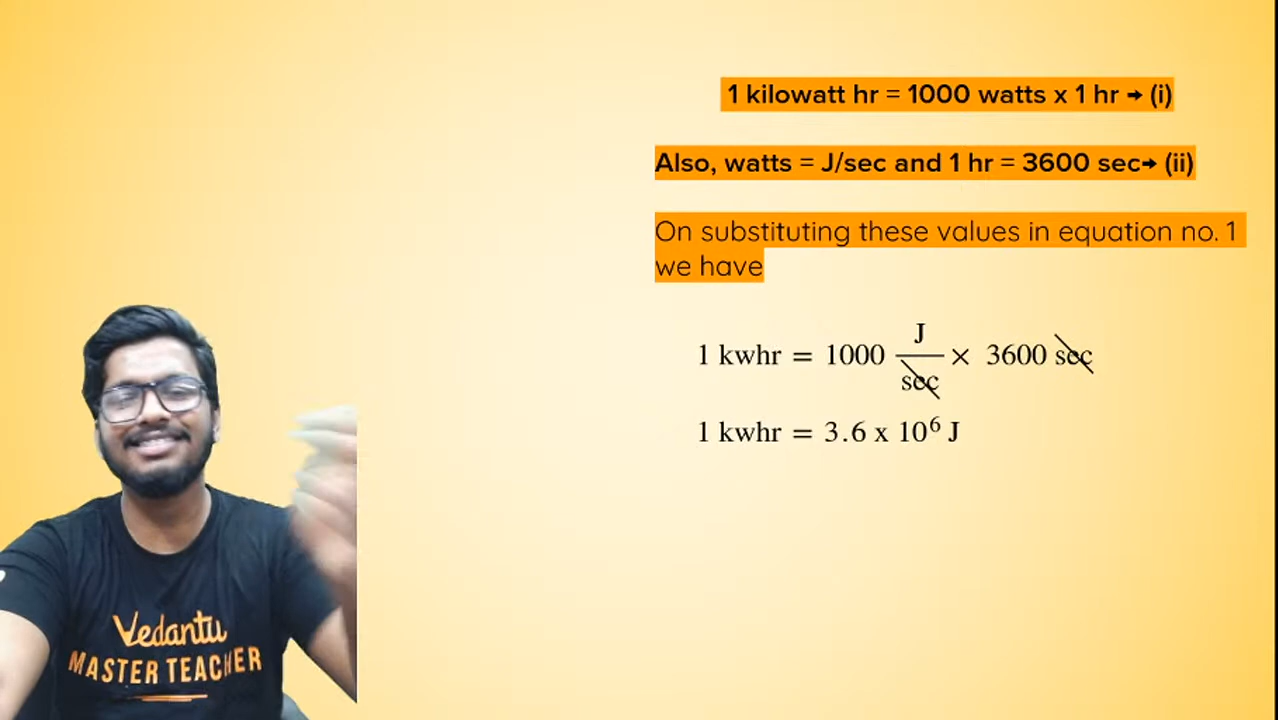 1 kilowatt hr = 1000 watts x 1 hr → (i)
Also, watts = J/sec and 1 hr = 3600 sec→ (ii)
On substituting these values in equation no. 1
we have
1 kwhr = 1000 J/sec × 3600 sec
1 kwhr = 3.6 x 10⁶ J
Vedantu
MASTER TEACHER